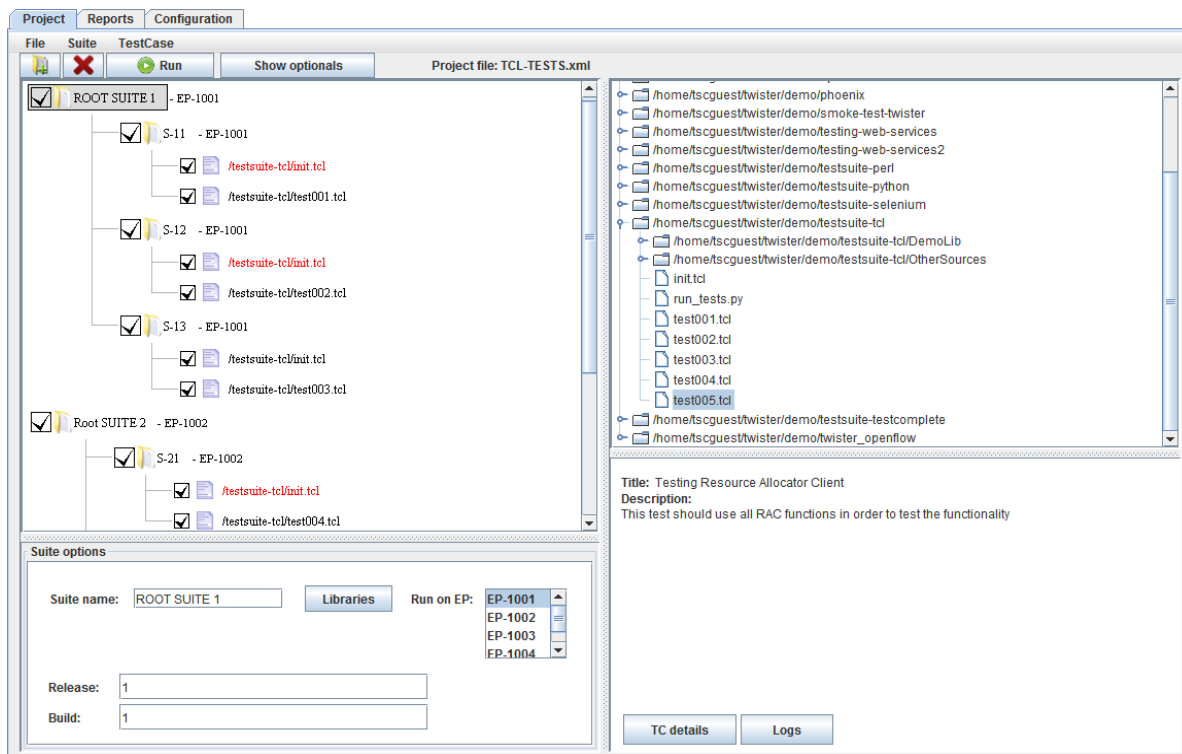 Project Reports Configuration
File Suite TestCase
Run Show optionals Project file: TCL-TESTS.xml
ROOT SUITE 1 - EP-1001
S-11 - EP-1001
/testsuite-tcl/init.tcl
/testsuite-tcl/test001.tcl
S-12 - EP-1001
/testsuite-tcl/init.tcl
/testsuite-tcl/test002.tcl
S-13 - EP-1001
/testsuite-tcl/init.tcl
/testsuite-tcl/test003.tcl
Root SUITE 2 - EP-1002
S-21 - EP-1002
/testsuite-tcl/init.tcl
/testsuite-tcl/test004.tcl
Suite options
Suite name: ROOT SUITE 1 Libraries Run on EP: EP-1001
EP-1002
EP-1003
EP-1004
Release: 1
Build: 1
/home/tscguest/twister/demo/phoenix
/home/tscguest/twister/demo/smoke-test-twister
/home/tscguest/twister/demo/testing-web-services
/home/tscguest/twister/demo/testing-web-services2
/home/tscguest/twister/demo/testsuite-perl
/home/tscguest/twister/demo/testsuite-python
/home/tscguest/twister/demo/testsuite-selenium
/home/tscguest/twister/demo/testsuite-tcl
/home/tscguest/twister/demo/testsuite-tcl/DemoLib
/home/tscguest/twister/demo/testsuite-tcl/OtherSources
init.tcl
run_tests.py
test001.tcl
test002.tcl
test003.tcl
test004.tcl
test005.tcl
/home/tscguest/twister/demo/testsuite-testcomplete
/home/tscguest/twister/demo/twister_openflow
Title: Testing Resource Allocator Client
Description:
This test should use all RAC functions in order to test the functionality
TC details Logs